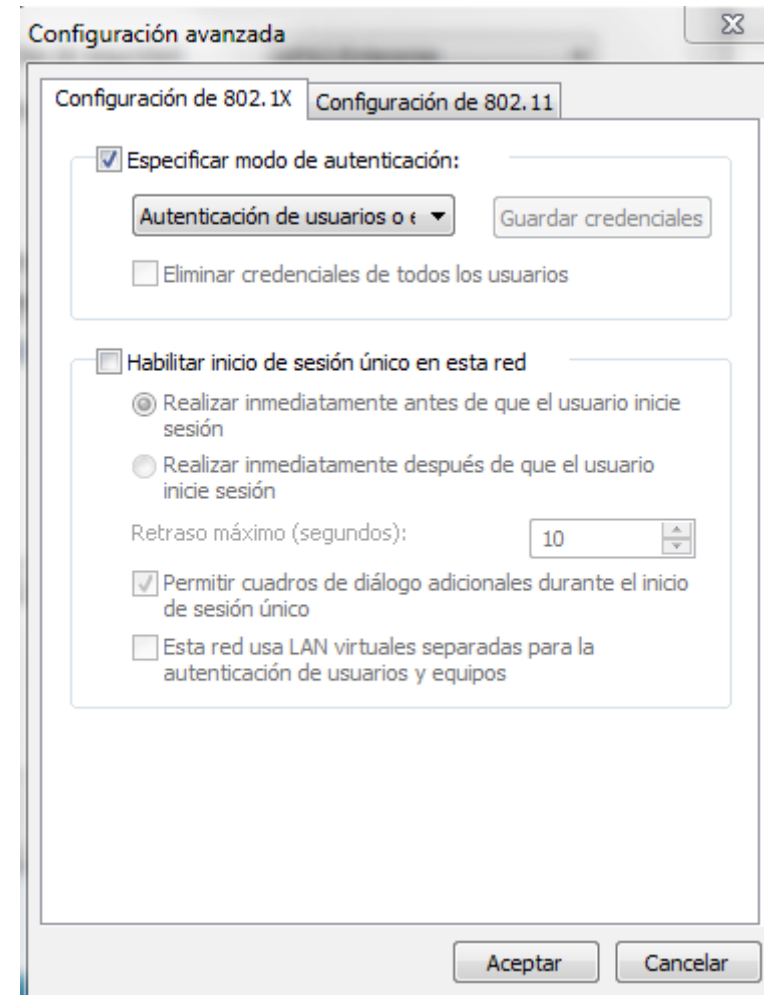 Configuración avanzada
Configuración de 802.1X
Configuración de 802.11
Especificar modo de autenticación:
Autenticación de usuarios o e
Guardar credenciales
Eliminar credenciales de todos los usuarios
Habilitar inicio de sesión único en esta red
Realizar inmediatamente antes de que el usuario inicie
sesión
Realizar inmediatamente después de que el usuario
inicie sesión
Retraso máximo (segundos):
10
Permitir cuadros de diálogo adicionales durante el inicio
de sesión único
Esta red usa LAN virtuales separadas para la
autenticación de usuarios y equipos
Aceptar
Cancelar